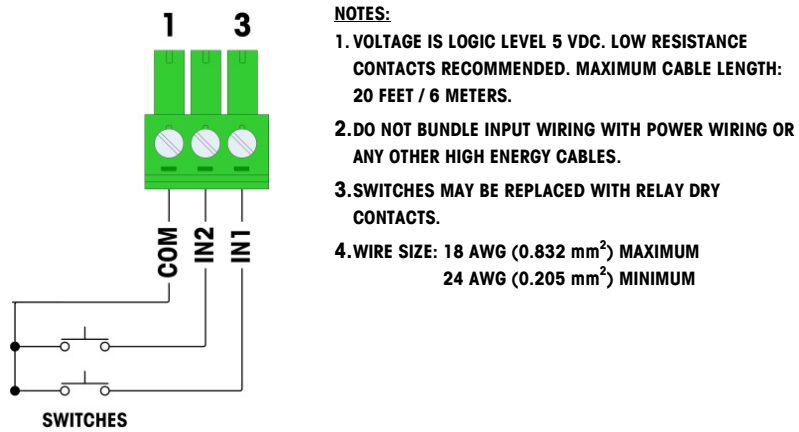 1 3
COM
IN2
IN1
SWITCHES
NOTES:
1. VOLTAGE IS LOGIC LEVEL 5 VDC. LOW RESISTANCE
CONTACTS RECOMMENDED. MAXIMUM CABLE LENGTH:
20 FEET / 6 METERS.
2. DO NOT BUNDLE INPUT WIRING WITH POWER WIRING OR
ANY OTHER HIGH ENERGY CABLES.
3. SWITCHES MAY BE REPLACED WITH RELAY DRY
CONTACTS.
4. WIRE SIZE: 18 AWG (0.832 mm²) MAXIMUM
24 AWG (0.205 mm²) MINIMUM